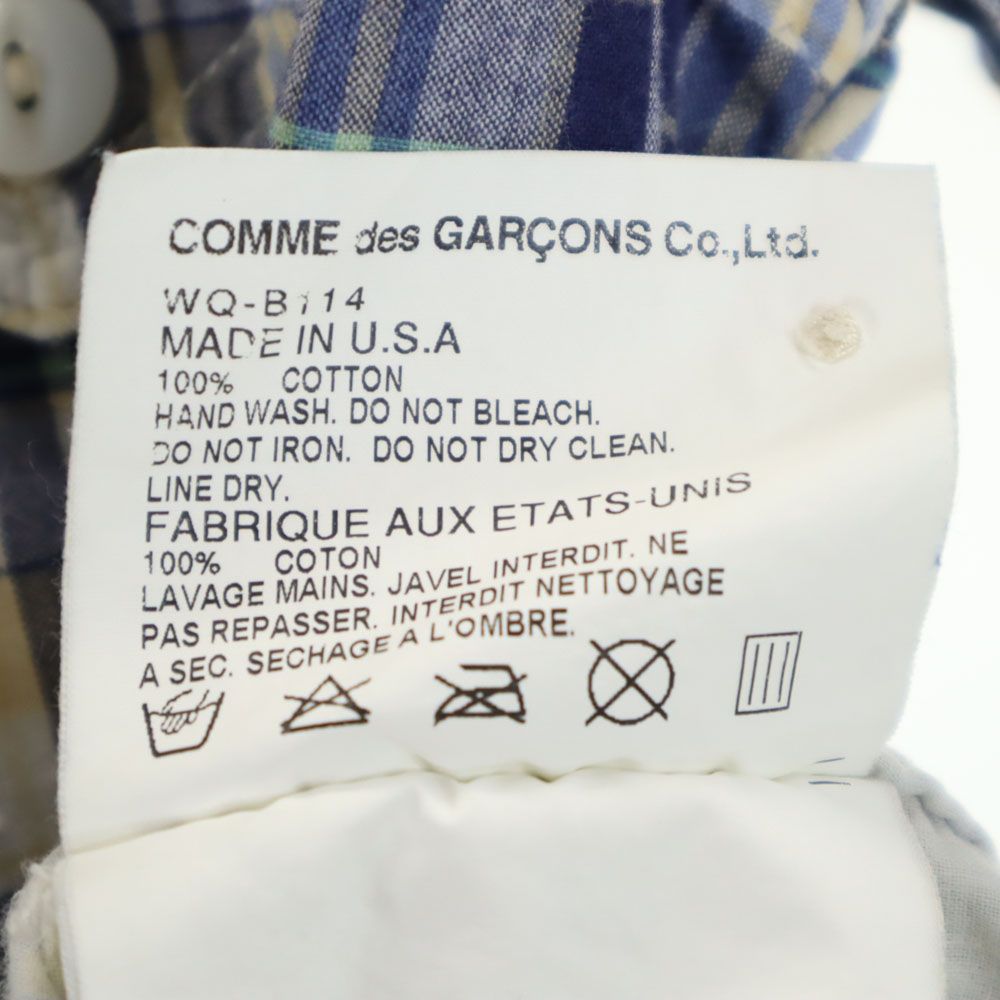 COMME des GARÇONS Co.,Ltd.
WQ-B114
MADE IN U.S.A
100% COTTON
HAND WASH. DO NOT BLEACH.
DO NOT IRON. DO NOT DRY CLEAN.
LINE DRY.
FABRIQUE AUX ETATS-UNIS
100% COTON
LAVAGE MAINS. JAVEL INTERDIT. NE
PAS REPASSER. INTERDIT NETTOYAGE
A SEC. SECHAGE A L'OMBRE.